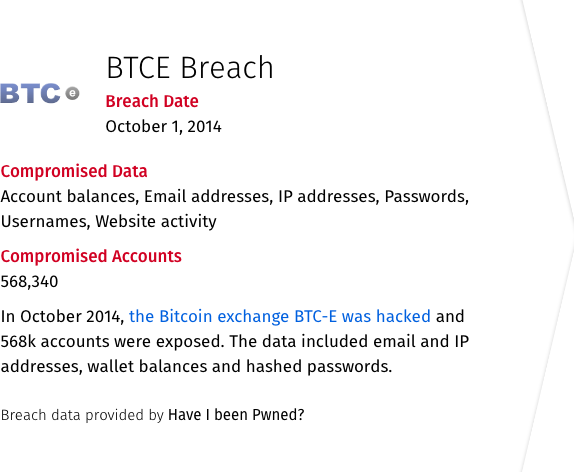 BTC e
BTCE Breach
Breach Date
October 1, 2014
Compromised Data
Account balances, Email addresses, IP addresses, Passwords,
Usernames, Website activity
Compromised Accounts
568,340
In October 2014, the Bitcoin exchange BTC-E was hacked and
568k accounts were exposed. The data included email and IP
addresses, wallet balances and hashed passwords.
Breach data provided by Have I been Pwned?